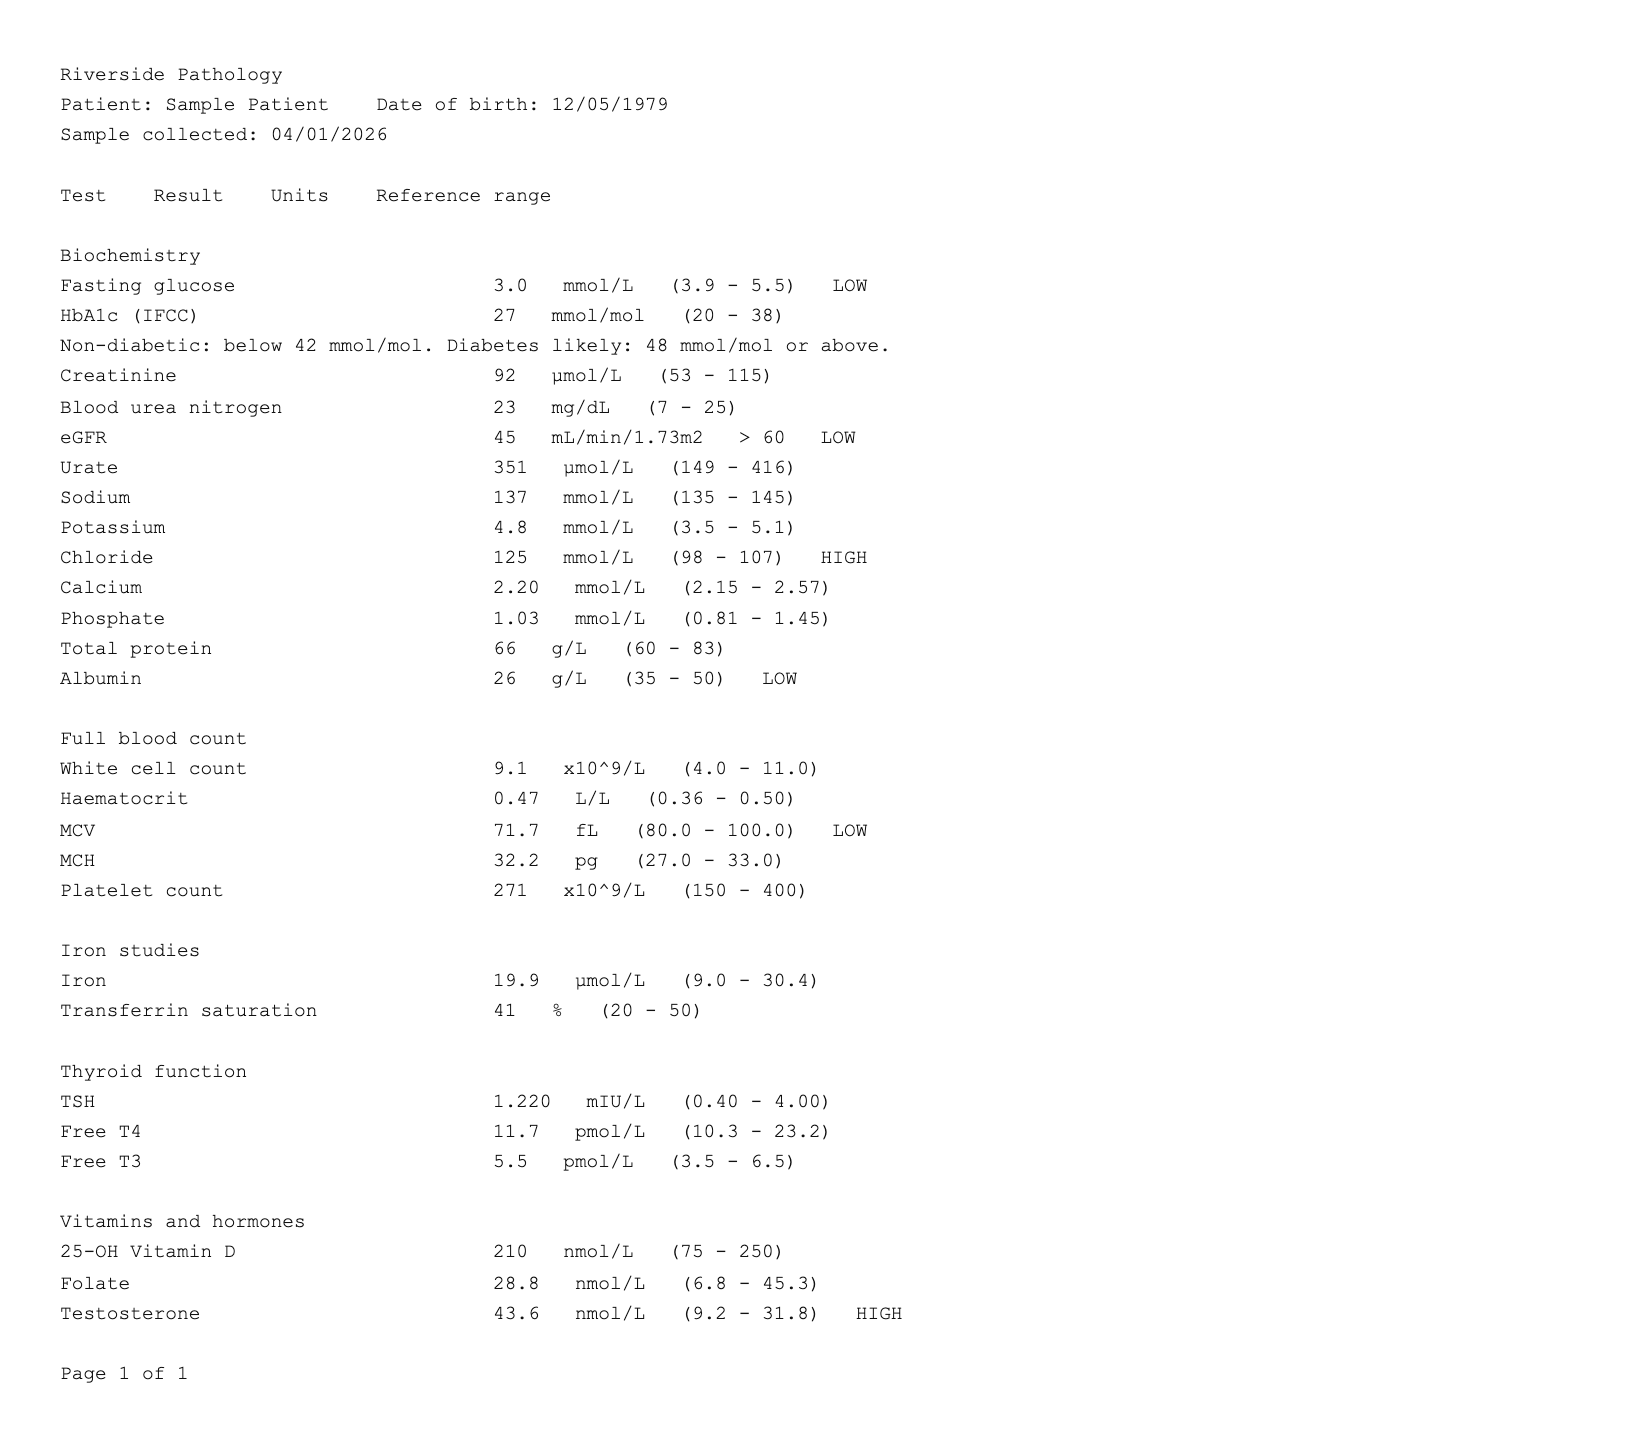 Riverside Pathology
Patient: Sample Patient    Date of birth: 12/05/1979
Sample collected: 04/01/2026
Test    Result    Units    Reference range
Biochemistry
Fasting glucose    3.0    mmol/L    (3.9 - 5.5)    LOW
HbA1c (IFCC)    27    mmol/mol    (20 - 38)
Non-diabetic: below 42 mmol/mol. Diabetes likely: 48 mmol/mol or above.
Creatinine    92    µmol/L    (53 - 115)
Blood urea nitrogen    23    mg/dL    (7 - 25)
eGFR    45    mL/min/1.73m2    > 60    LOW
Urate    351    µmol/L    (149 - 416)
Sodium    137    mmol/L    (135 - 145)
Potassium    4.8    mmol/L    (3.5 - 5.1)
Chloride    125    mmol/L    (98 - 107)    HIGH
Calcium    2.20    mmol/L    (2.15 - 2.57)
Phosphate    1.03    mmol/L    (0.81 - 1.45)
Total protein    66    g/L    (60 - 83)
Albumin    26    g/L    (35 - 50)    LOW
Full blood count
White cell count    9.1    x10^9/L    (4.0 - 11.0)
Haematocrit    0.47    L/L    (0.36 - 0.50)
MCV    71.7    fL    (80.0 - 100.0)    LOW
MCH    32.2    pg    (27.0 - 33.0)
Platelet count    271    x10^9/L    (150 - 400)
Iron studies
Iron    19.9    µmol/L    (9.0 - 30.4)
Transferrin saturation    41    %    (20 - 50)
Thyroid function
TSH    1.220    mIU/L    (0.40 - 4.00)
Free T4    11.7    pmol/L    (10.3 - 23.2)
Free T3    5.5    pmol/L    (3.5 - 6.5)
Vitamins and hormones
25-OH Vitamin D    210    nmol/L    (75 - 250)
Folate    28.8    nmol/L    (6.8 - 45.3)
Testosterone    43.6    nmol/L    (9.2 - 31.8)    HIGH
Page 1 of 1